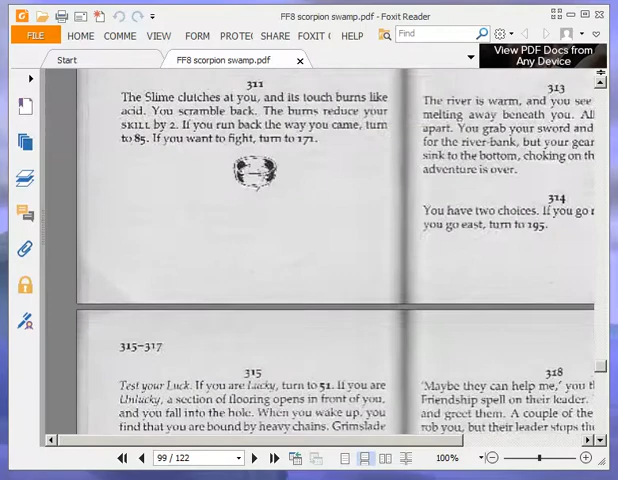 FF8 scorpion swamp.pdf - Foxit Reader
FILE HOME COMME VIEW FORM PROTE SHARE FOXIT C HELP Find
Start FF8 scorpion swamp.pdf
View PDF Docs from
Any Device
311
The Slime clutches at you, and its touch burns like
acid. You scramble back. The burns reduce your
SKILL by 2. If you run back the way you came, turn
to 85. If you want to fight, turn to 171.
313
The river is warm, and you see
melting away beneath you. All
apart. You grab your sword and
for the river-bank, but your gear
sink to the bottom, choking on th
adventure is over.
314
You have two choices. If you go
you go east, turn to 195.
315–317
315
Test your Luck. If you are Lucky, turn to 51. If you are
Unlucky, a section of flooring opens in front of you,
and you fall into the hole. When you wake up, you
find that you are bound by heavy chains. Grimslade
318
'Maybe they can help me,' you
Friendship spell on their leader.
and greet them. A couple of the
rob you, but their leader stops
99 / 122 100%